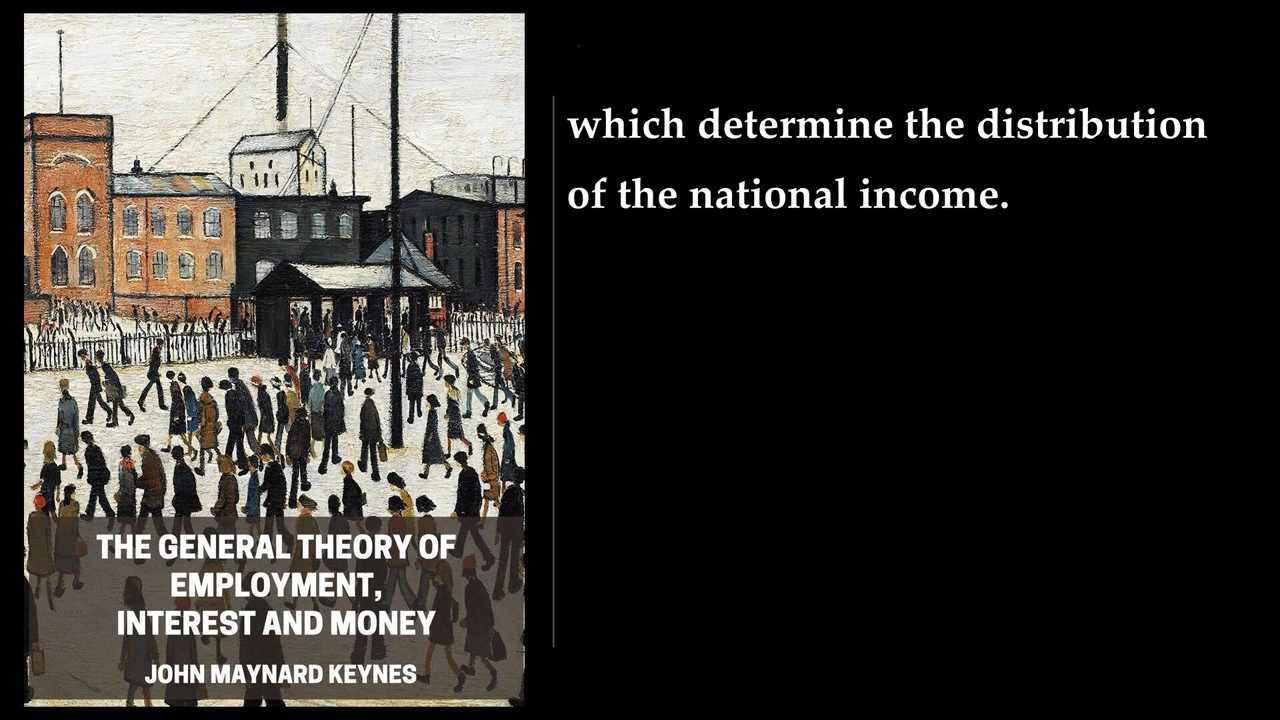 THE GENERAL THEORY OF
EMPLOYMENT,
INTEREST AND MONEY
JOHN MAYNARD KEYNES
which determine the distribution
of the national income.